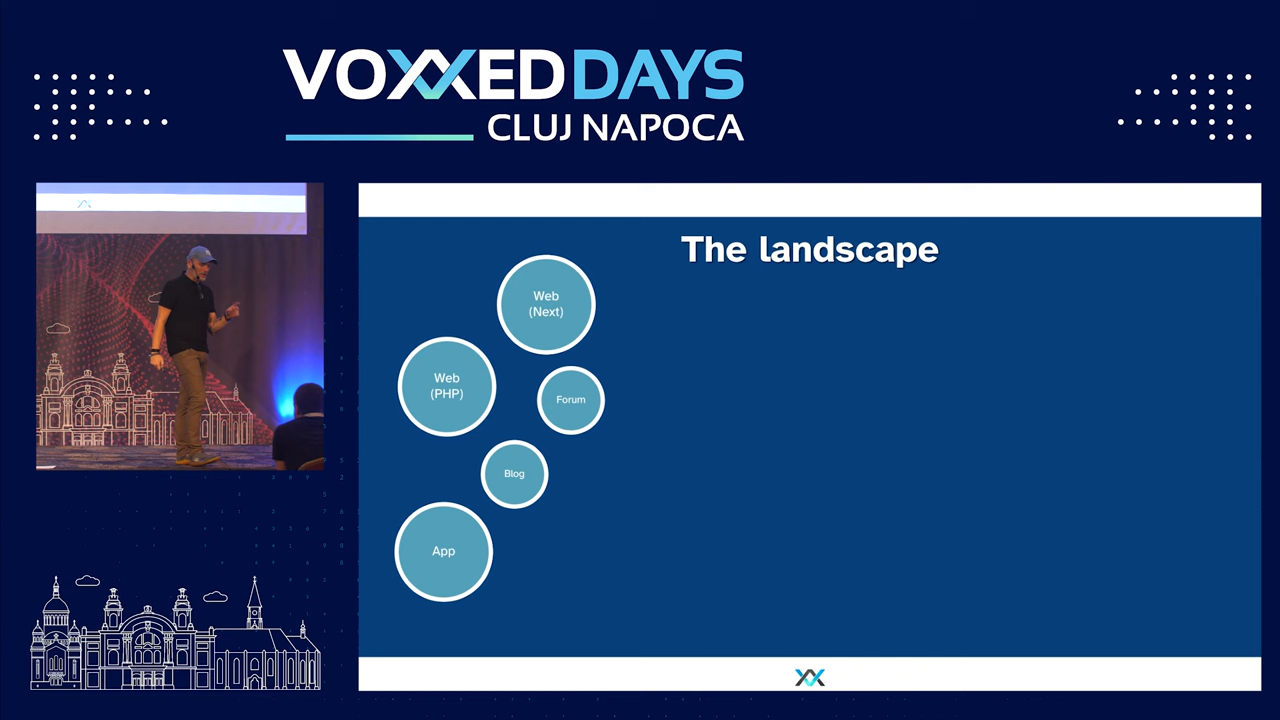 VOXXED DAYS
CLUJ NAPOCA
The landscape
Web
(Next)
Web
(PHP)
Forum
Blog
App